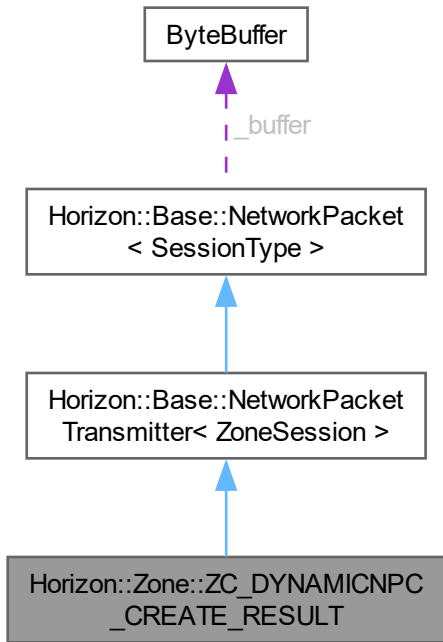 ByteBuffer
_buffer
Horizon::Base::NetworkPacket
< SessionType >
Horizon::Base::NetworkPacket
Transmitter< ZoneSession >
Horizon::Zone::ZC_DYNAMICNPC
_CREATE_RESULT